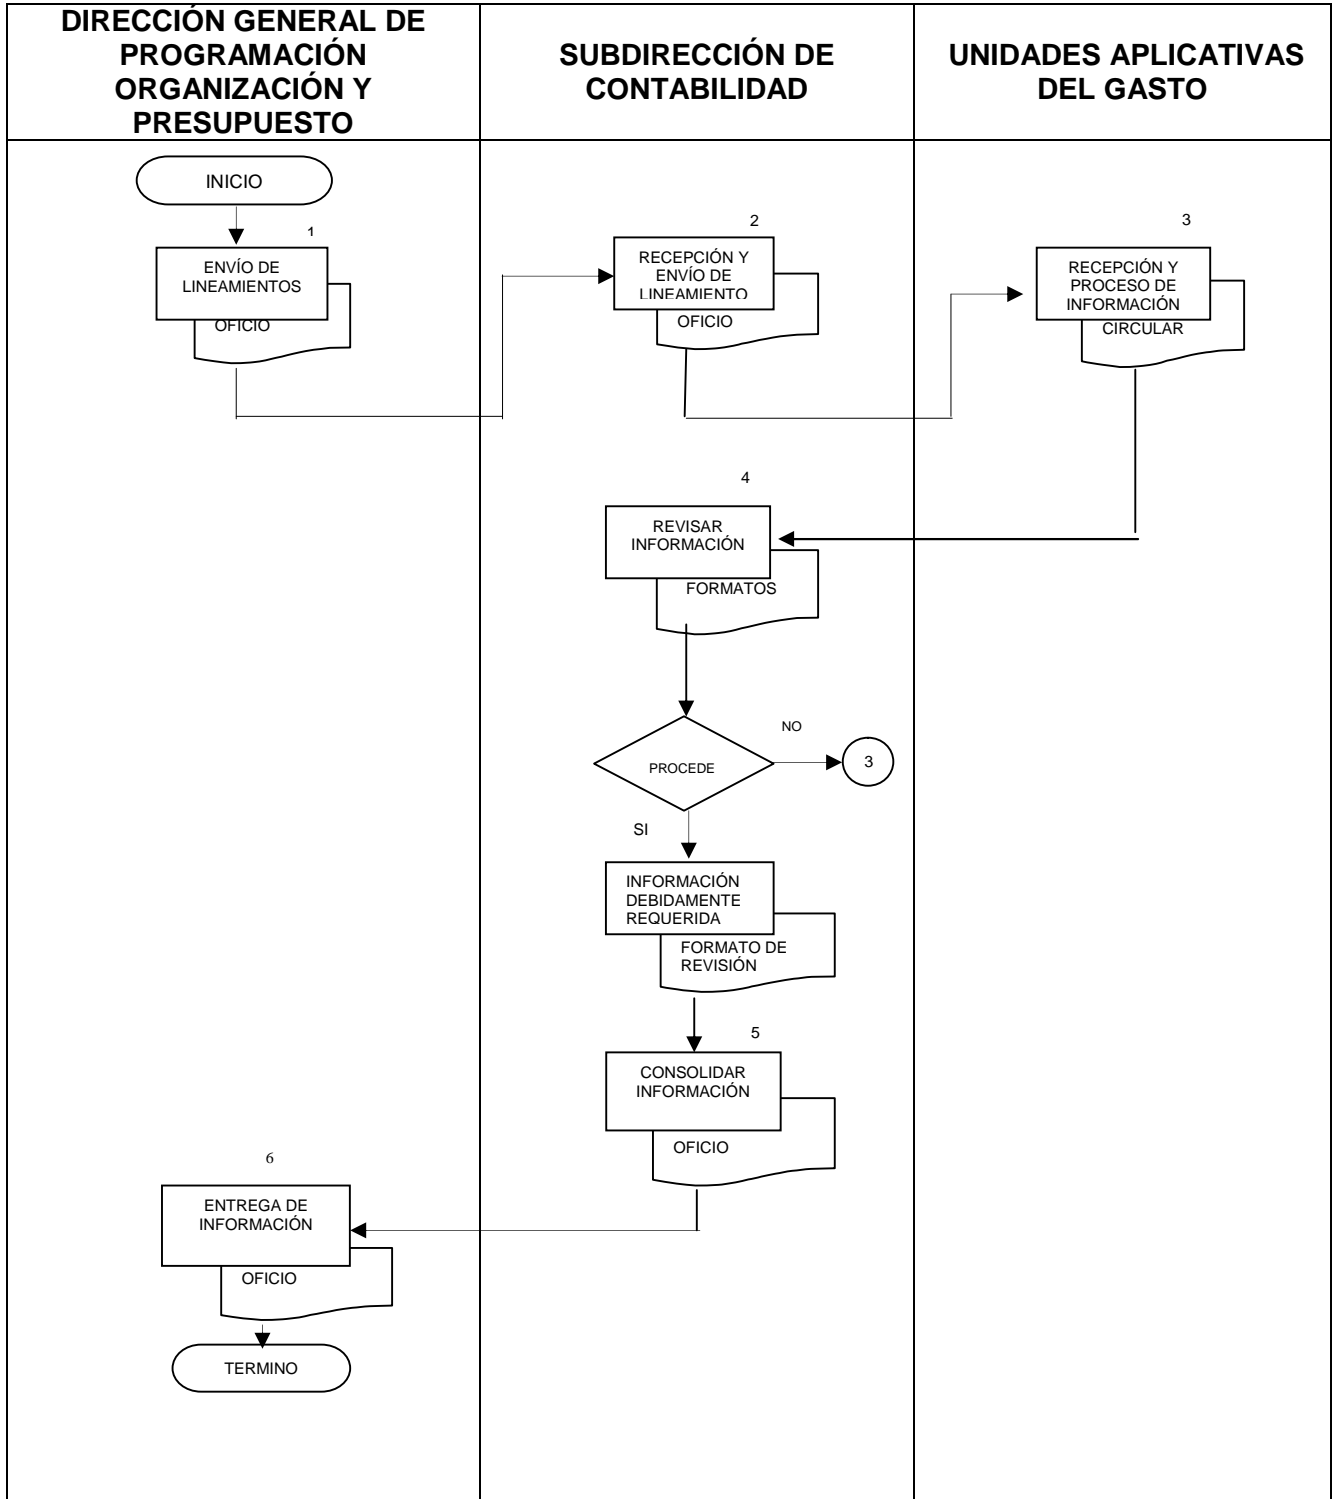 DIRECCIÓN GENERAL DE
PROGRAMACIÓN
ORGANIZACIÓN Y
PRESUPUESTO
SUBDIRECCIÓN DE
CONTABILIDAD
UNIDADES APLICATIVAS
DEL GASTO
INICIO
1
ENVÍO DE
LINEAMIENTOS
OFICIO
2
RECEPCIÓN Y
ENVÍO DE
LINEAMIENTO
OFICIO
3
RECEPCIÓN Y
PROCESO DE
INFORMACIÓN
CIRCULAR
4
REVISAR
INFORMACIÓN
FORMATOS
PROCEDE
NO
3
SI
INFORMACIÓN
DEBIDAMENTE
REQUERIDA
FORMATO DE
REVISIÓN
5
CONSOLIDAR
INFORMACIÓN
OFICIO
6
ENTREGA DE
INFORMACIÓN
OFICIO
TERMINO